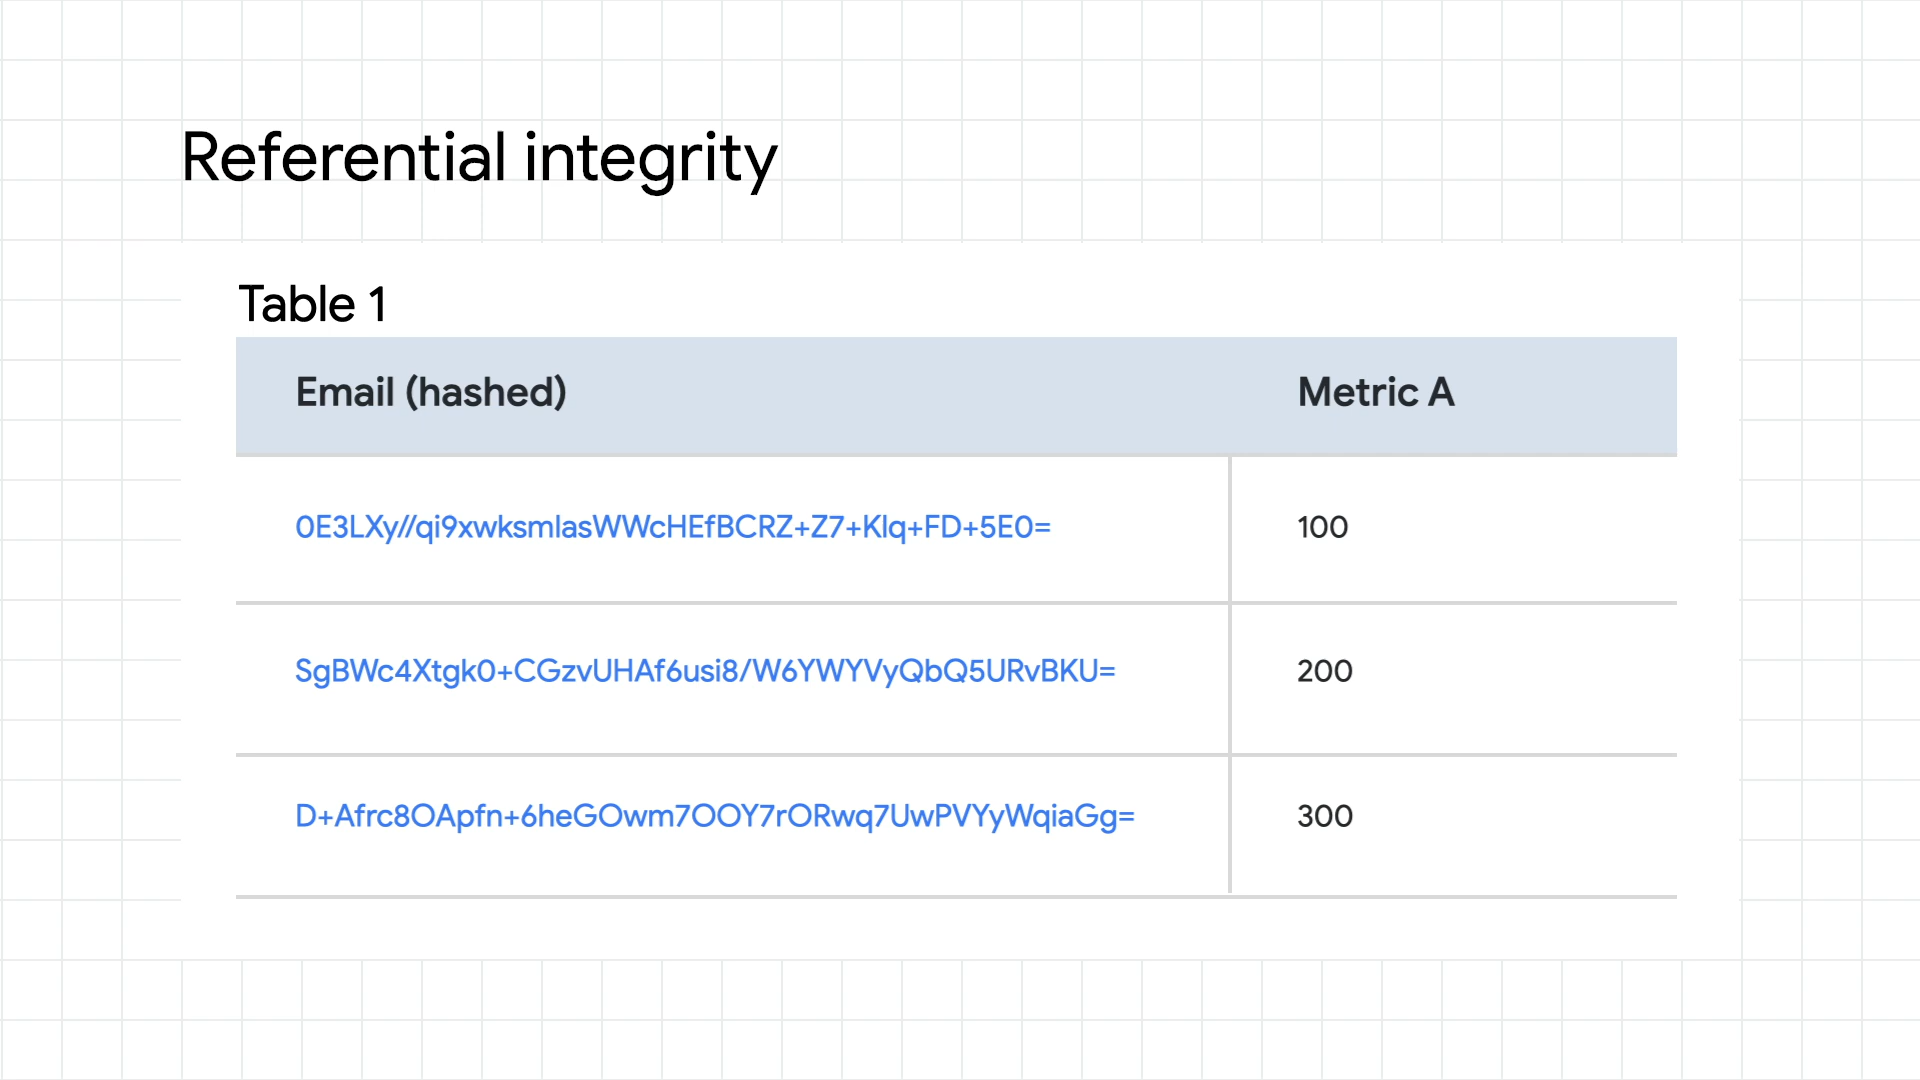 Referential integrity
Table 1
Email (hashed) Metric A
0E3LXy//qi9xwksmlasWWcHEfBCRZ+Z7+Klq+FD+5E0= 100
SgBWc4Xtgk0+CGzvUHAf6usi8/W6YWYVyQbQ5URvBKU= 200
D+Afrc8OApfn+6heGOwm7OOY7rORwq7UwPVYyWqiaGg= 300